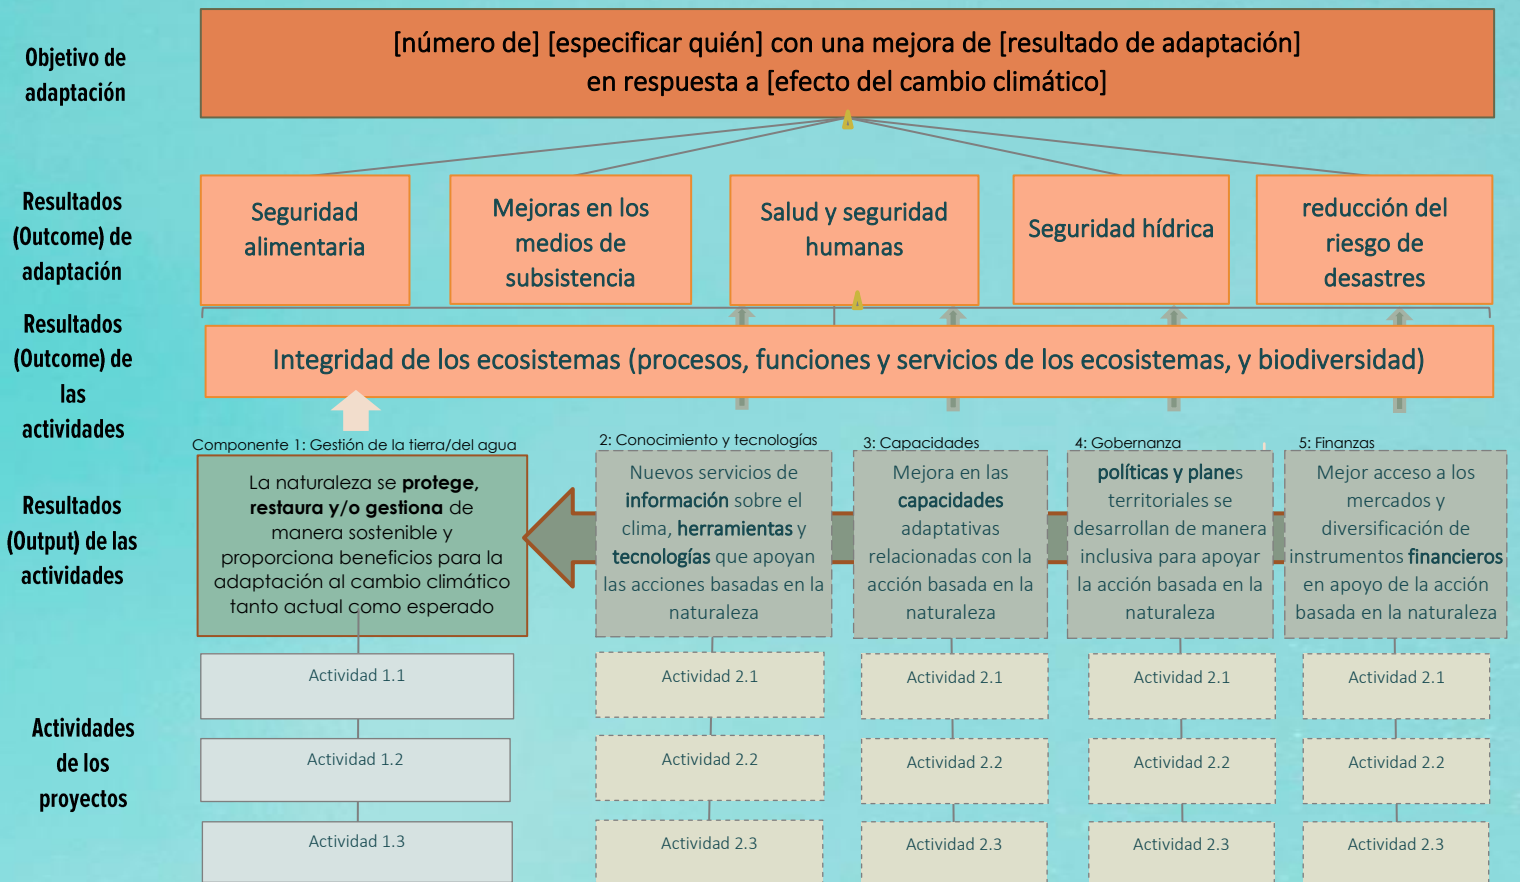 Objetivo de
adaptación
[número de] [especificar quién] con una mejora de [resultado de adaptación]
en respuesta a [efecto del cambio climático]
Resultados
(Outcome) de
adaptación
Seguridad
alimentaria
Mejoras en los
medios de
subsistencia
Salud y seguridad
humanas
Seguridad hídrica
reducción del
riesgo de
desastres
Resultados
(Outcome) de
las
actividades
Integridad de los ecosistemas (procesos, funciones y servicios de los ecosistemas, y biodiversidad)
Resultados
(Output) de las
actividades
Componente 1: Gestión de la tierra/del agua
La naturaleza se protege,
restaura y/o gestiona de
manera sostenible y
proporciona beneficios para la
adaptación al cambio climático
tanto actual como esperado
2: Conocimiento y tecnologías
Nuevos servicios de
información sobre el
clima, herramientas y
tecnologías que apoyan
las acciones basadas en la
naturaleza
3: Capacidades
Mejora en las
capacidades
adaptativas
relacionadas con la
acción basada en la
naturaleza
4: Gobernanza
políticas y planes
territoriales se
desarrollan de manera
inclusiva para apoyar
la acción basada en la
naturaleza
5: Finanzas
Mejor acceso a los
mercados y
diversificación de
instrumentos financieros
en apoyo de la acción
basada en la naturaleza
Actividades
de los
proyectos
Actividad 1.1
Actividad 2.1
Actividad 2.1
Actividad 2.1
Actividad 2.1
Actividad 1.2
Actividad 2.2
Actividad 2.2
Actividad 2.2
Actividad 2.2
Actividad 1.3
Actividad 2.3
Actividad 2.3
Actividad 2.3
Actividad 2.3